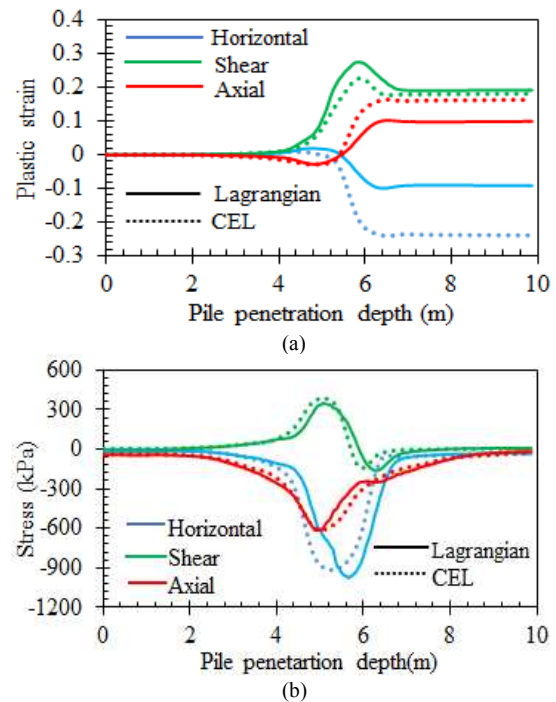 0.4
0.3
0.2
0.1
0
-0.1
-0.2
-0.3
Plastic strain
Horizontal
Shear
Axial
Lagrangian
CEL
0 2 4 6 8 10
Pile penetration depth (m)
(a)
600
300
0
-300
-600
-900
-1200
Stress (kPa)
Horizontal
Shear
Axial
Lagrangian
CEL
0 2 4 6 8 10
Pile penetartion depth(m)
(b)